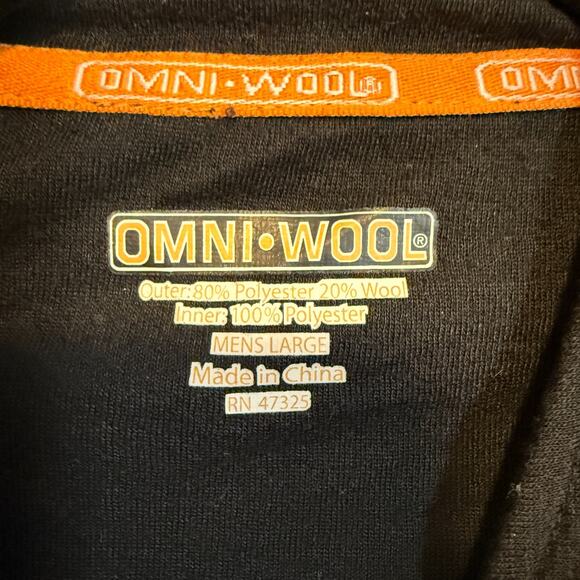 OMNI•WOOL® OMNI
OMNI•WOOL®
Outer: 80% Polyester 20% Wool
Inner: 100% Polyester
MENS LARGE
Made in China
RN 47325